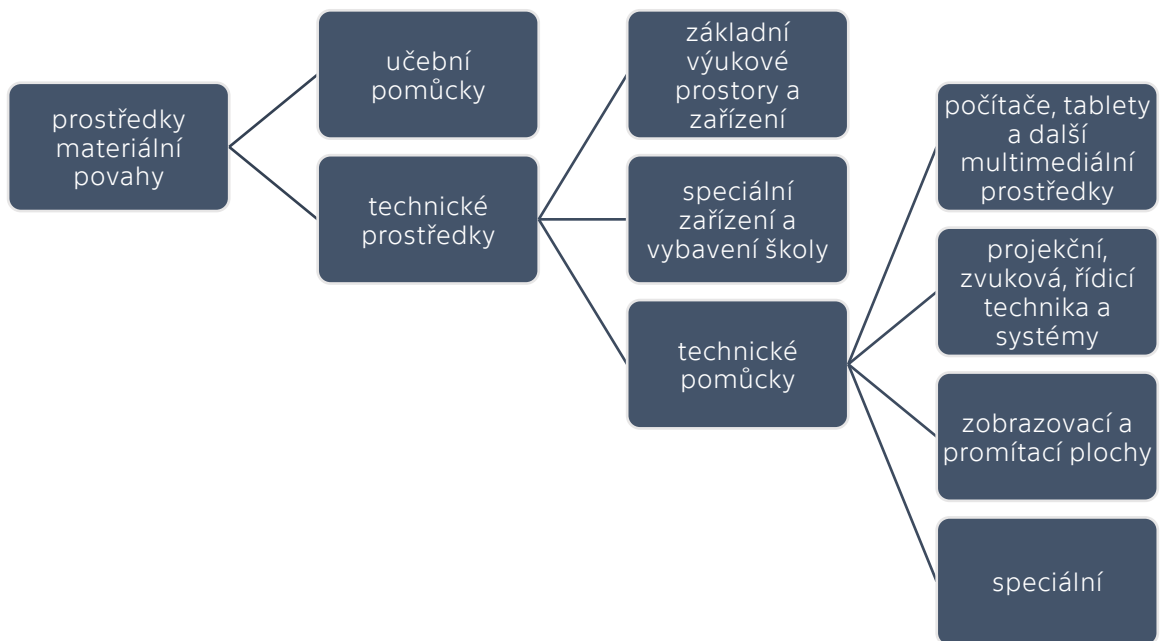 prostředky
materiální
povahy
učební
pomůcky
technické
prostředky
základní
výukové
prostory a
zařízení
speciální
zařízení a
vybavení školy
technické
pomůcky
počítače, tablety
a další
multimediální
prostředky
projekční,
zvuková, řídicí
technika a
systémy
zobrazovací a
promítací plochy
speciální